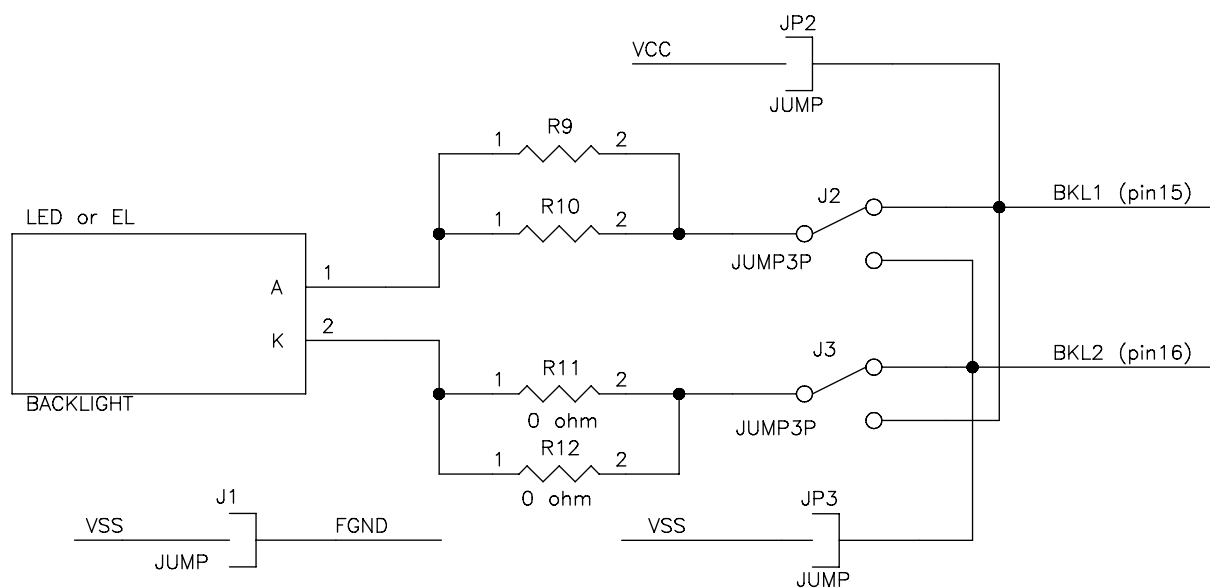 JP2
VCC
JUMP
R9
1 2
R10
1 2
J2
BKL1 (pin15)
LED or EL
JUMP3P
A 1
K 2
J3
BKL2 (pin16)
R11
1 2
0 ohm
BACKLIGHT
JUMP3P
R12
1 2
0 ohm
J1
JP3
VSS
FGND
VSS
JUMP
JUMP